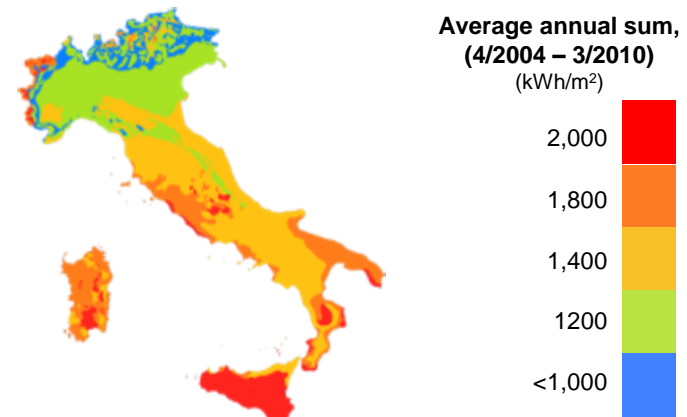 Average annual sum,
(4/2004 – 3/2010)
(kWh/m²)
2,000
1,800
1,400
1200
<1,000